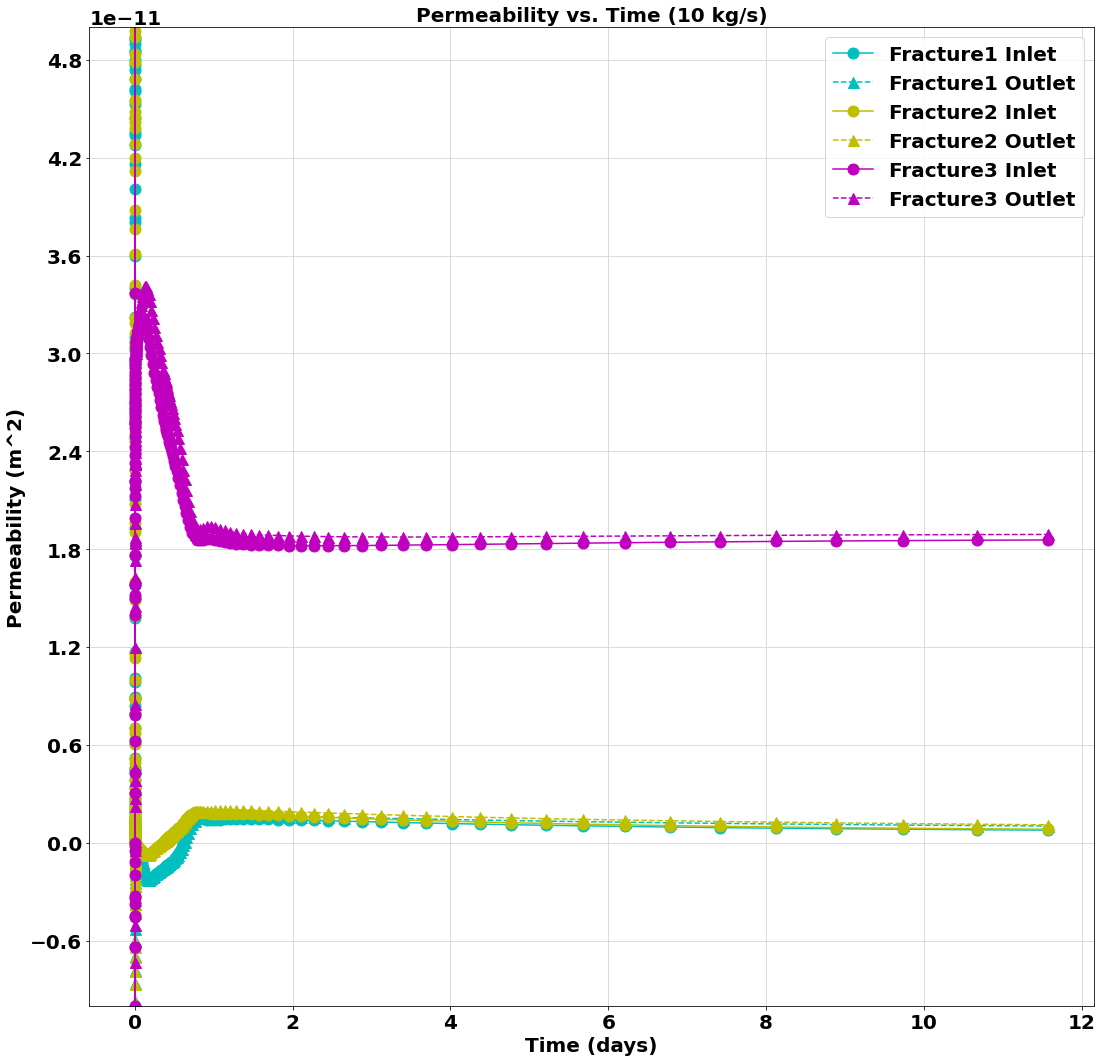 Permeability vs. Time (10 kg/s)
1e−11
4.8
4.2
3.6
3.0
2.4
1.8
1.2
0.6
0.0
−0.6
Permeability (m^2)
Fracture1 Inlet
Fracture1 Outlet
Fracture2 Inlet
Fracture2 Outlet
Fracture3 Inlet
Fracture3 Outlet
0 2 4 6 8 10 12
Time (days)